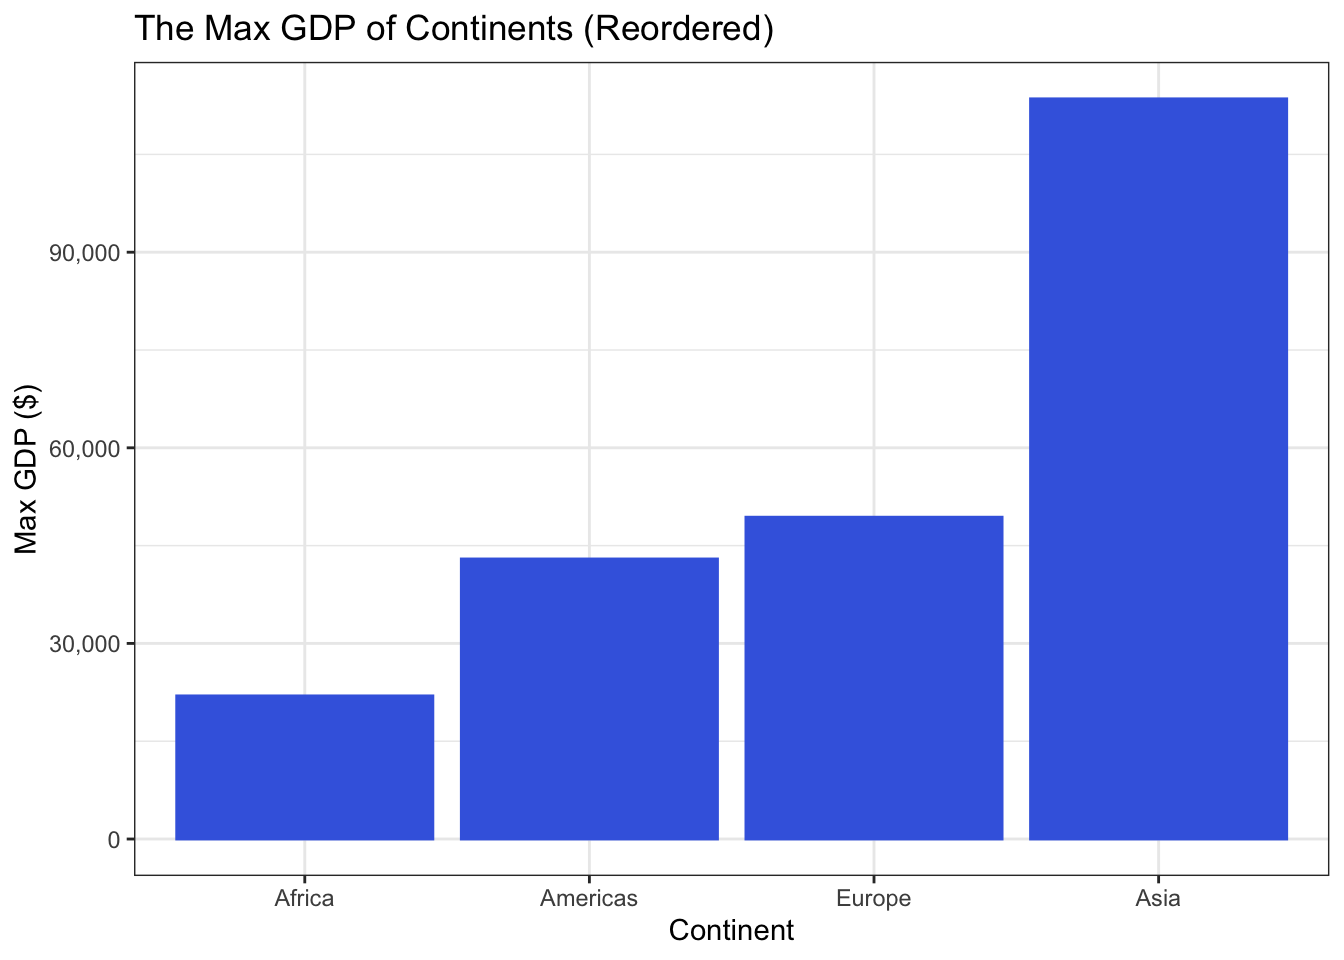 The Max GDP of Continents (Reordered)
Max GDP ($)
90,000
60,000
30,000
0
Africa Americas Europe Asia
Continent